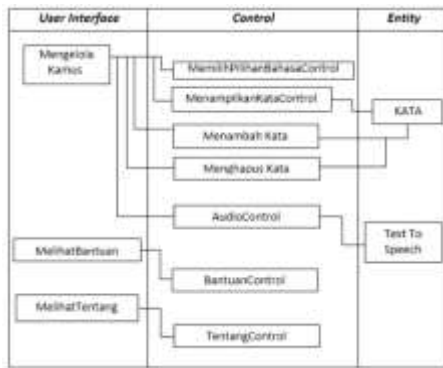 User Interface
Control
Entity
Mengelola
Kamus
MemilihPilihanBahasaControl
MenampilkanKataControl
KATA
Menambah Kata
Menghapus Kata
AudioControl
Text To
Speech
MelihatBantuan
BantuanControl
MelihatTentang
TentangControl